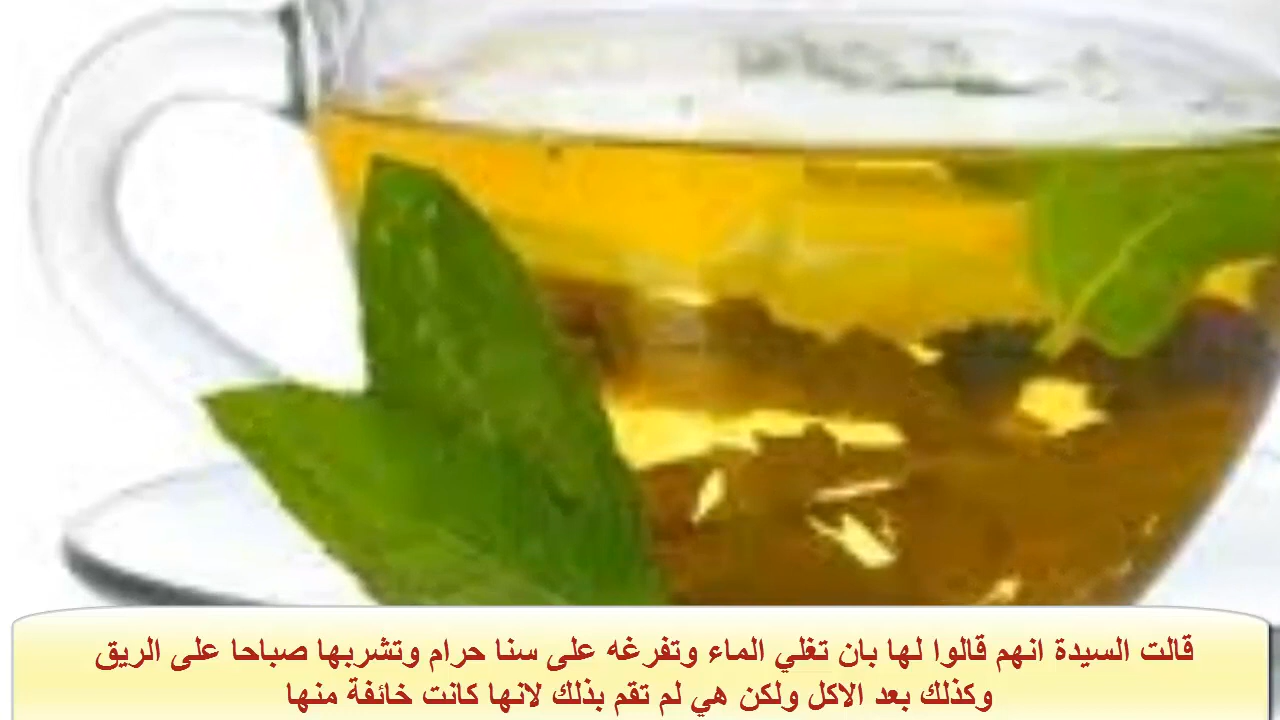 قالت السيدة انهم قالوا لها بان تغلي الماء وتفرغه على سنا حرام وتشربها صباحا على الريق
وكذلك بعد الاكل ولكن هي لم تقم بذلك لانها كانت خائفة منها